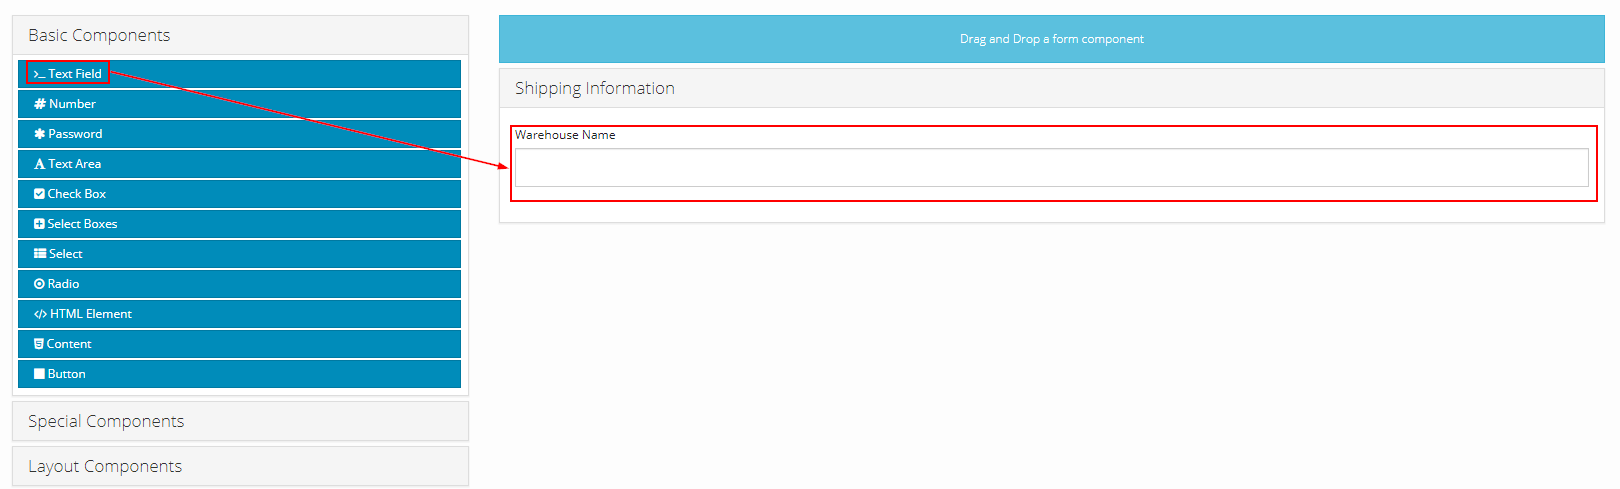 Basic Components
Text Field
Number
Password
Text Area
Check Box
Select Boxes
Select
Radio
HTML Element
Content
Button
Special Components
Layout Components
Drag and Drop a form component
Shipping Information
Warehouse Name